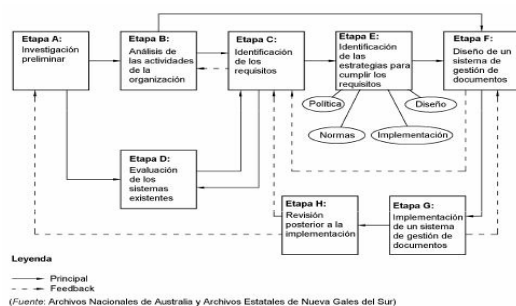 Etapa A:
Investigación
preliminar
Etapa B:
Análisis de
las actividades
de la
organización
Etapa C:
Identificación
de los
requisitos
Etapa E:
Identificación
de las
estrategias para
cumplir los
requisitos
Etapa F:
Diseño de un
sistema de
gestión de
documentos
Política
Diseño
Normas
Implementación
Etapa D:
Evaluación
de los
sistemas
existentes
Etapa H:
Revisión
posterior a la
implementación
Etapa G:
Implementación
de un sistema
de gestión de
documentos
Leyenda
Principal
Feedback
(Fuente: Archivos Nacionales de Australia y Archivos Estatales de Nueva Gales del Sur)